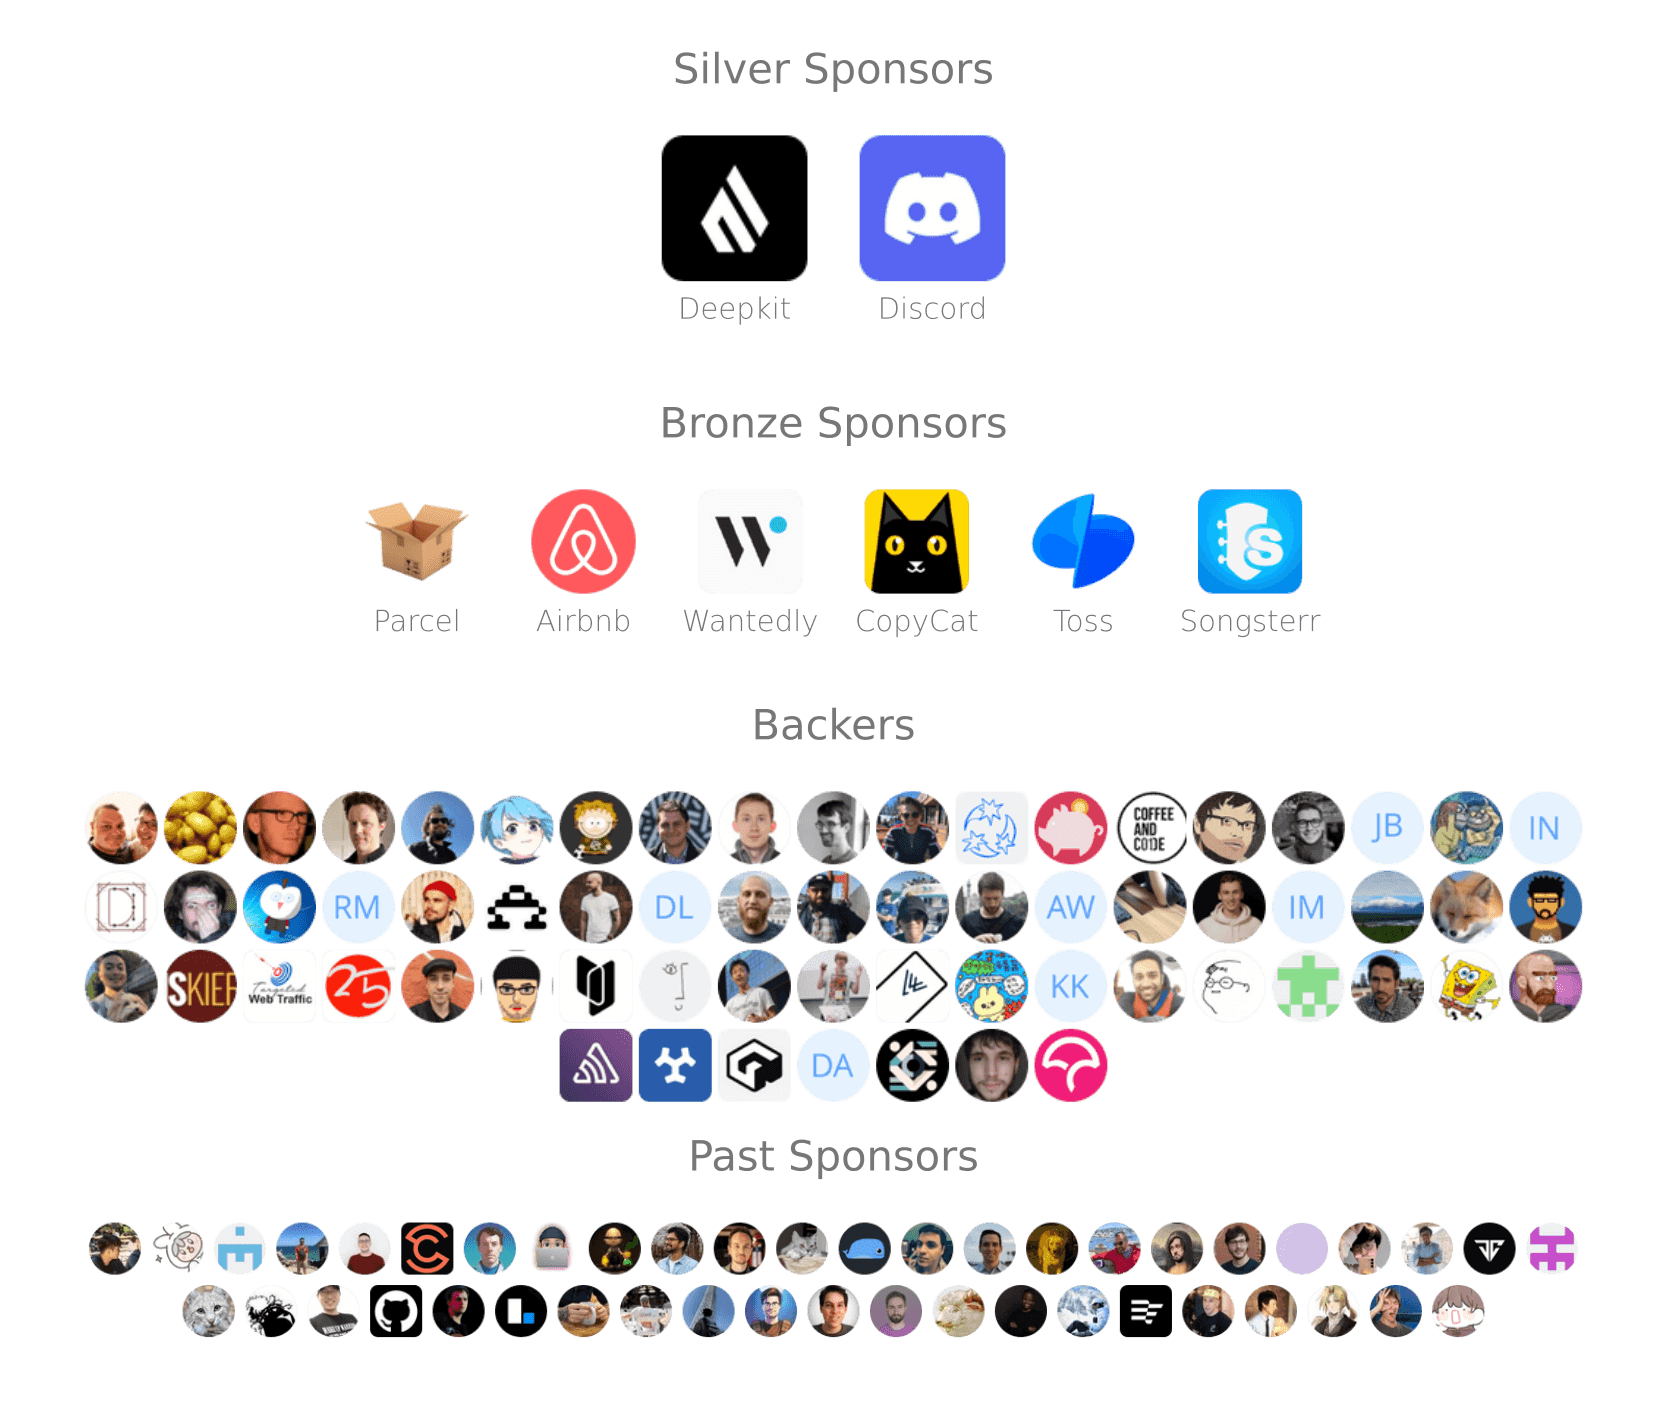 Silver Sponsors
Deepkit
Discord
Bronze Sponsors
Parcel
Airbnb
Wantedly
CopyCat
Toss
Songsterr
Backers
COFFEE
AND
CODE
JB
IN
RM
DL
AW
IM
SKIEF
Targeted
Web Traffic
25
KK
DA
Past Sponsors